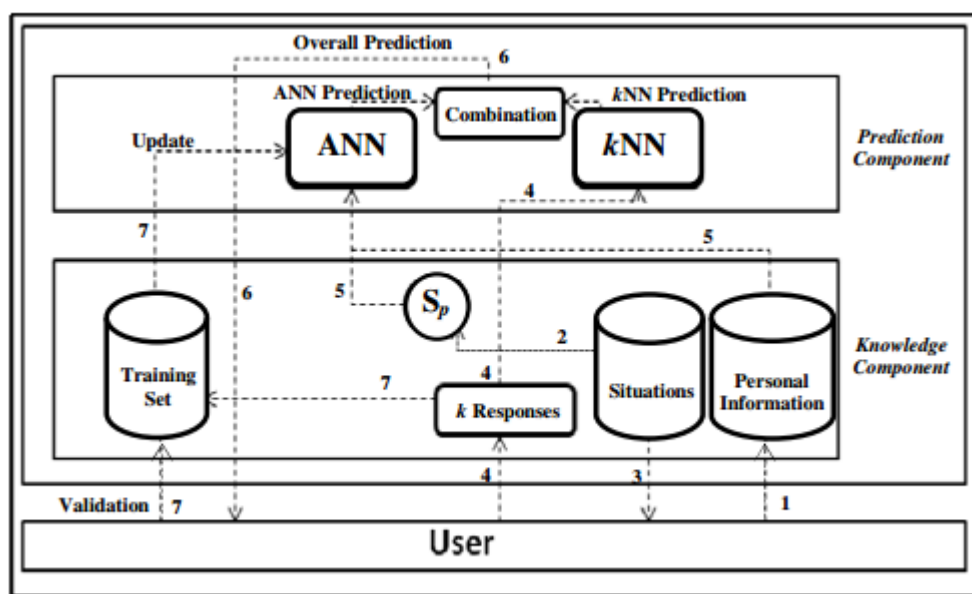 Overall Prediction
6
ANN Prediction
kNN Prediction
Combination
Update
ANN
kNN
Prediction
Component
4
7
5
6
5
Sp
2
Training
Set
7
4
k Responses
Situations
Personal
Information
Knowledge
Component
Validation
7
4
3
1
User